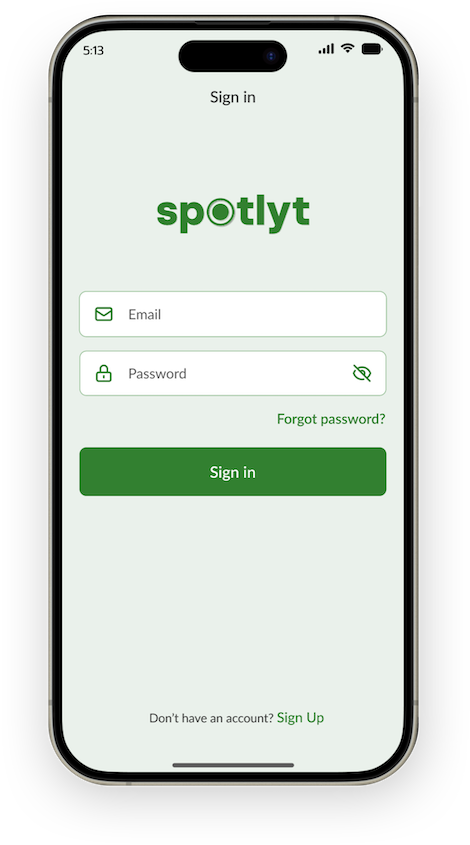 5:13
Sign in
spotlyt
Email
Password
Forgot password?
Sign in
Don't have an account? Sign Up